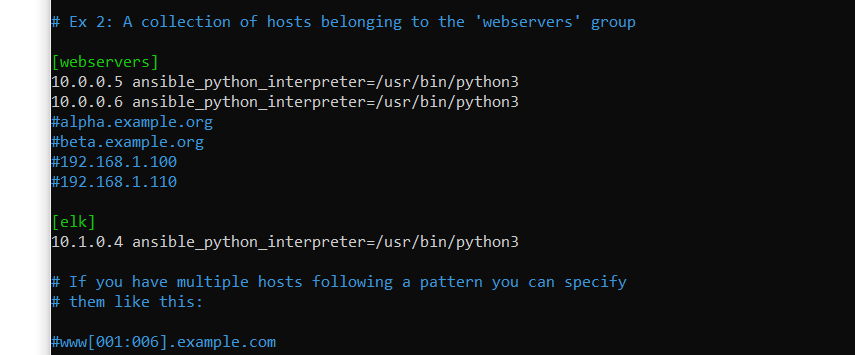 # Ex 2: A collection of hosts belonging to the 'webservers' group
[webservers]
10.0.0.5 ansible_python_interpreter=/usr/bin/python3
10.0.0.6 ansible_python_interpreter=/usr/bin/python3
#alpha.example.org
#beta.example.org
#192.168.1.100
#192.168.1.110
[elk]
10.1.0.4 ansible_python_interpreter=/usr/bin/python3
# If you have multiple hosts following a pattern you can specify
# them like this:
#www[001:006].example.com